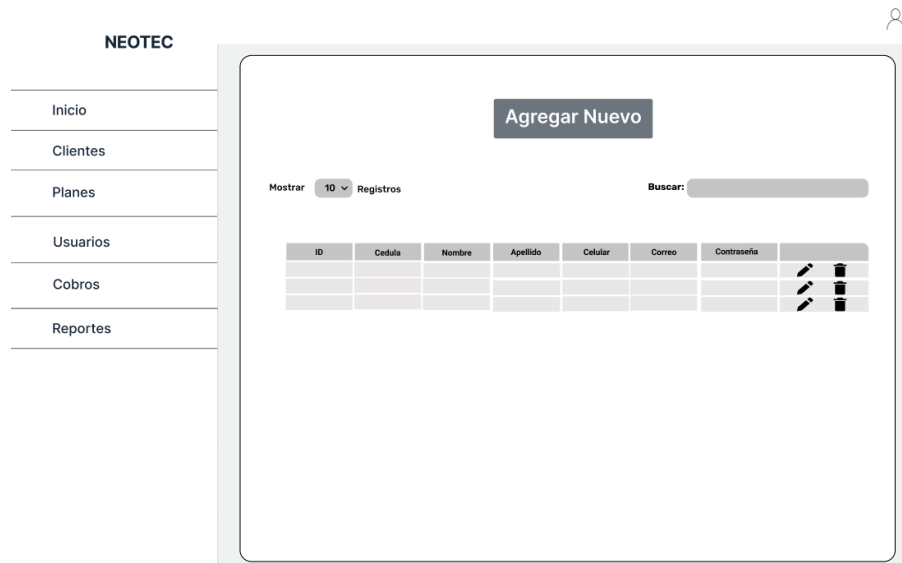 NEOTEC
Inicio
Clientes
Planes
Usuarios
Cobros
Reportes
Agregar Nuevo
Mostrar 10 Registros
Buscar:
ID Cedula Nombre Apellido Celular Correo Contraseña